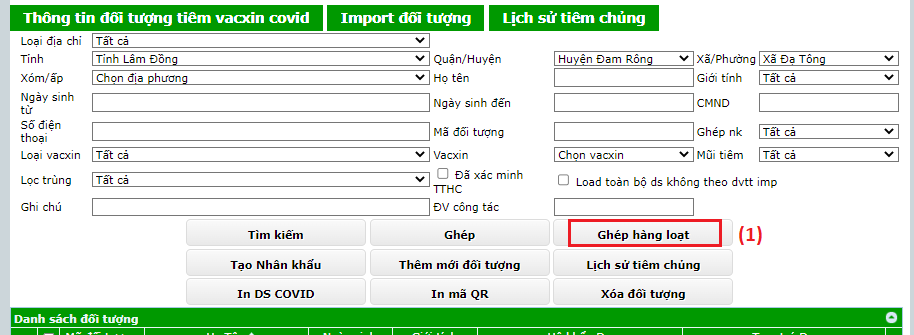 Thông tin đối tượng tiêm vacxin covid Import đối tượng Lịch sử tiêm chủng
Loại địa chỉ Tất cả
Tỉnh Tỉnh Lâm Đồng Quận/Huyện Huyện Đam Rông Xã/Phường Xã Đạ Tông
Xóm/ấp Chọn địa phương Họ tên Giới tính Tất cả
Ngày sinh từ Ngày sinh đến CMND
Số điện thoại Mã đối tượng Ghép nk Tất cả
Loại vacxin Tất cả Vacxin Chọn vacxin Mũi tiêm Tất cả
Lọc trùng Tất cả Đã xác minh TTHC Load toàn bộ ds không theo dvtt imp
Ghi chú ĐV công tác
Tìm kiếm Ghép Ghép hàng loạt (1)
Tạo Nhân khẩu Thêm mới đối tượng Lịch sử tiêm chủng
In DS COVID In mã QR Xóa đối tượng
Danh sách đối tượng